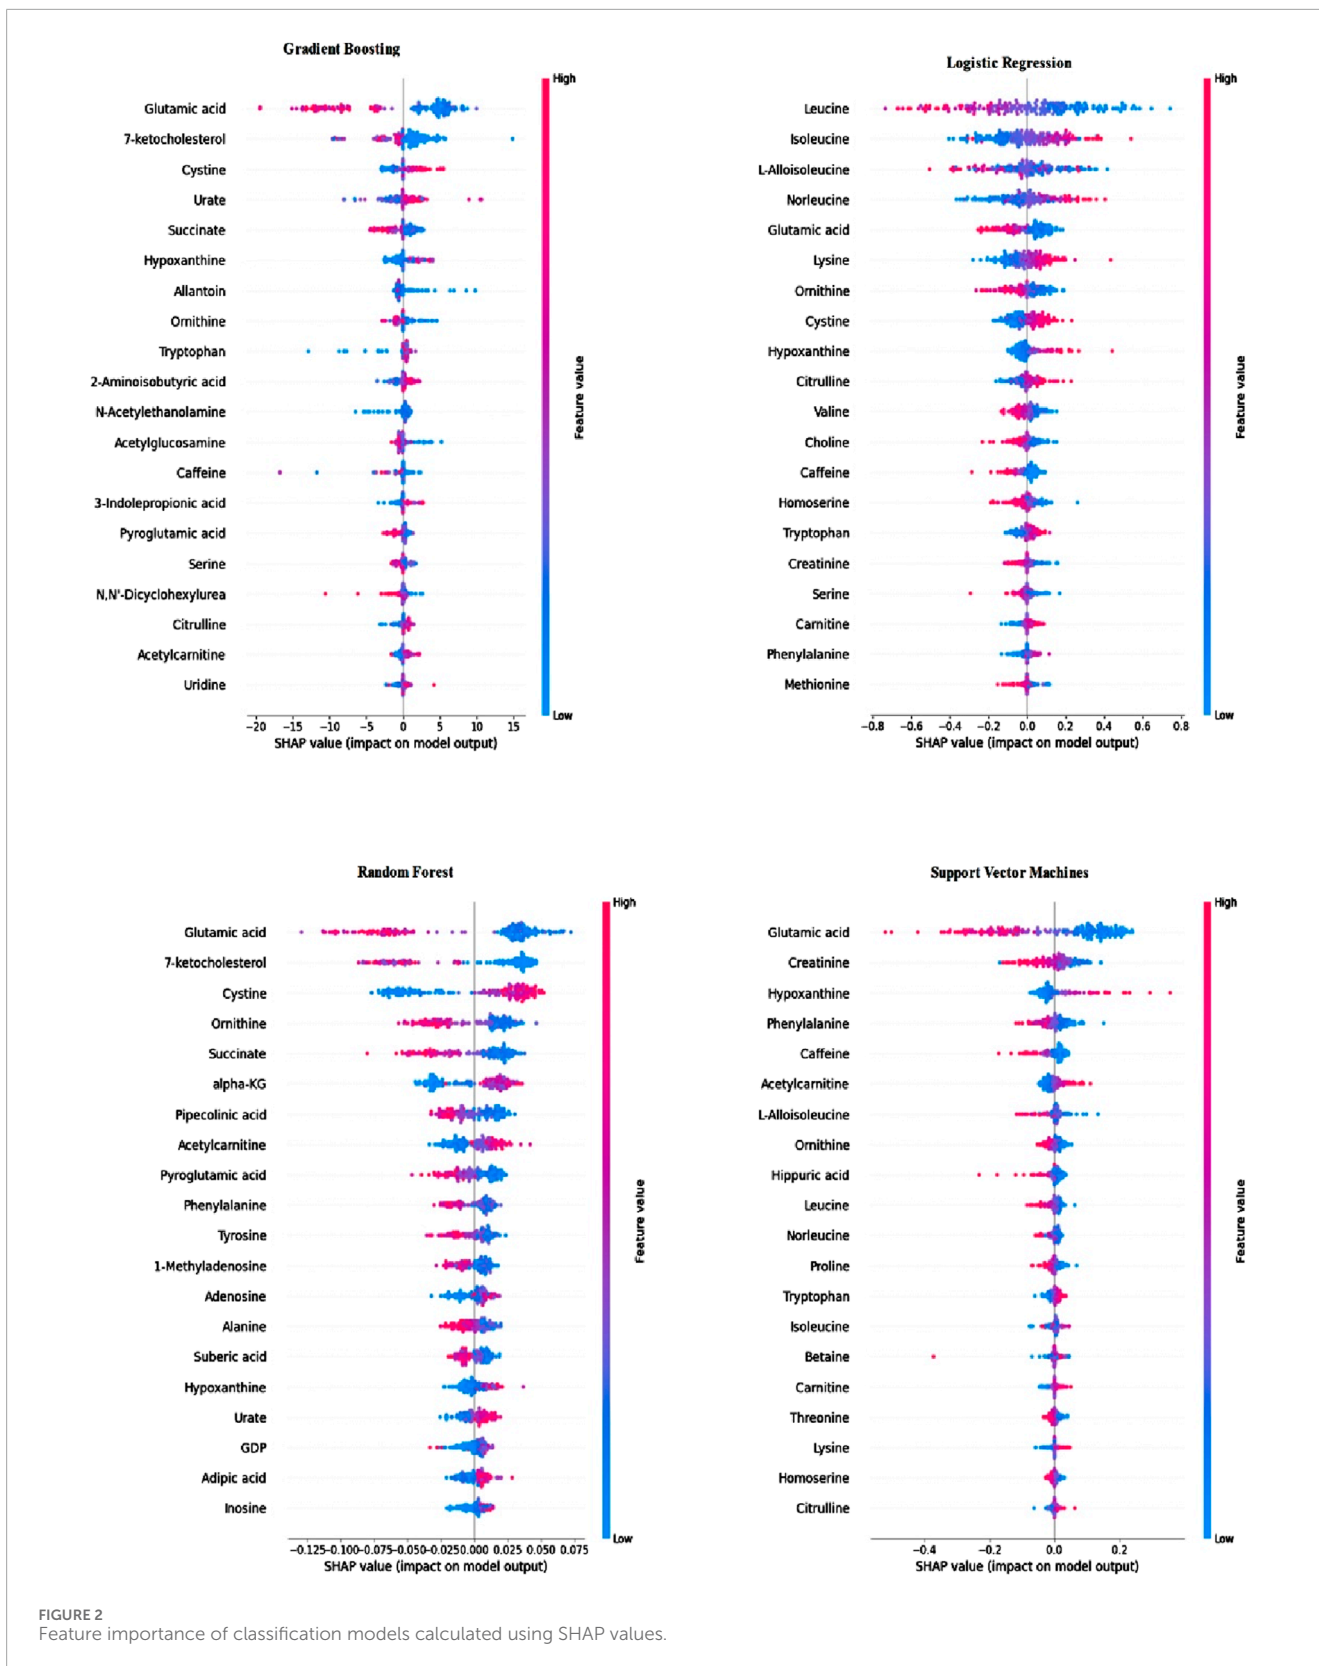 Gradient Boosting
High
Glutamic acid
7-ketocholesterol
Cystine
Urate
Succinate
Hypoxanthine
Allantoin
Ornithine
Tryptophan
2-Aminoisobutyric acid
N-Acetylethanolamine
Acetylglucosamine
Caffeine
3-Indolepropionic acid
Pyroglutamic acid
Serine
N,N'-Dicyclohexylurea
Citrulline
Acetylcarnitine
Uridine
Feature value
Low
−20 −15 −10 −5 0 5 10 15
SHAP value (impact on model output)
Logistic Regression
High
Leucine
Isoleucine
L-Alloisoleucine
Norleucine
Glutamic acid
Lysine
Ornithine
Cystine
Hypoxanthine
Citrulline
Valine
Choline
Caffeine
Homoserine
Tryptophan
Creatinine
Serine
Carnitine
Phenylalanine
Methionine
Feature value
Low
−0.8 −0.6 −0.4 −0.2 0.0 0.2 0.4 0.6 0.8
SHAP value (impact on model output)
Random Forest
High
Glutamic acid
7-ketocholesterol
Cystine
Ornithine
Succinate
alpha-KG
Pipecolinic acid
Acetylcarnitine
Pyroglutamic acid
Phenylalanine
Tyrosine
1-Methyladenosine
Adenosine
Alanine
Suberic acid
Hypoxanthine
Urate
GDP
Adipic acid
Inosine
Feature value
Low
−0.125−0.100−0.075−0.050−0.0250.000 0.025 0.050 0.075
SHAP value (impact on model output)
Support Vector Machines
High
Glutamic acid
Creatinine
Hypoxanthine
Phenylalanine
Caffeine
Acetylcarnitine
L-Alloisoleucine
Ornithine
Hippuric acid
Leucine
Norleucine
Proline
Tryptophan
Isoleucine
Betaine
Carnitine
Threonine
Lysine
Homoserine
Citrulline
Feature value
Low
−0.4 −0.2 0.0 0.2
SHAP value (impact on model output)
FIGURE 2
Feature importance of classification models calculated using SHAP values.